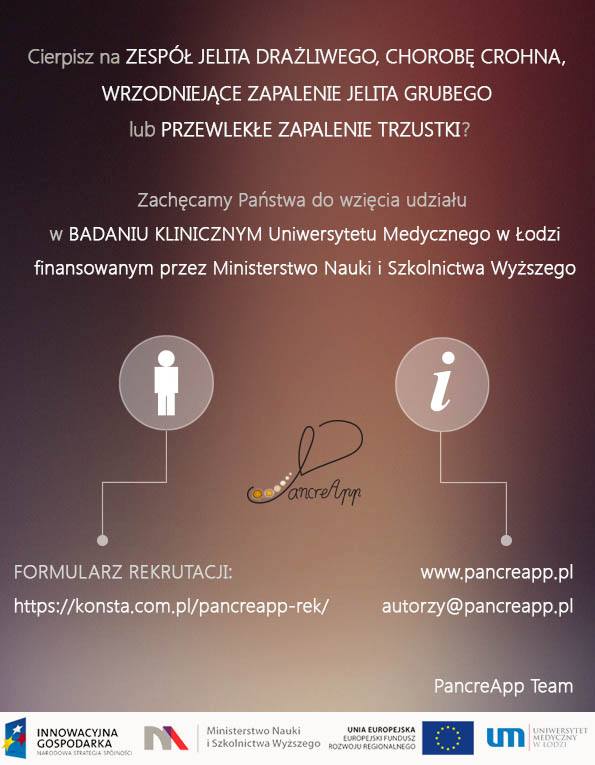 Cierpisz na ZESPÓŁ JELITA DRAŻLIWEGO, CHOROBĘ CROHNA,
WRZODNIEJĄCE ZAPALENIE JELITA GRUBEGO
lub PRZEWLEKŁE ZAPALENIE TRZUSTKI?
Zachęcamy Państwa do wzięcia udziału
w BADANIU KLINICZNYM Uniwersytetu Medycznego w Łodzi
finansowanym przez Ministerstwo Nauki i Szkolnictwa Wyższego
i
PancreApp
FORMULARZ REKRUTACJI:
https://konsta.com.pl/pancreapp-rek/
www.pancreapp.pl
autorzy@pancreapp.pl
PancreApp Team
INNOWACYJNA
GOSPODARKA
NARODOWA STRATEGIA SPÓJNOŚCI
Ministerstwo Nauki
i Szkolnictwa Wyższego
UNIA EUROPEJSKA
EUROPEJSKI FUNDUSZ
ROZWOJU REGIONALNEGO
um
UNIWERSYTET
MEDYCZNY
W ŁODZI